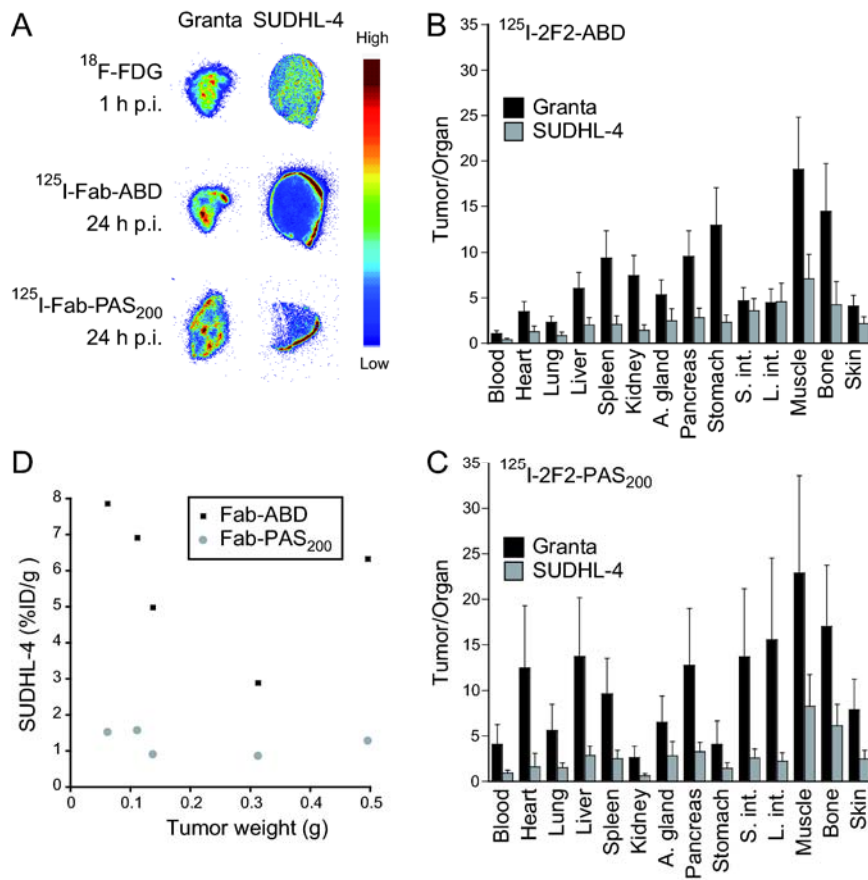 A
Granta SUDHL-4
18F-FDG
1 h p.i.
125I-Fab-ABD
24 h p.i.
125I-Fab-PAS200
24 h p.i.
High
Low
B
125I-2F2-ABD
35
30
25
20
15
10
5
0
Tumor/Organ
Granta
SUDHL-4
Blood
Heart
Lung
Liver
Spleen
Kidney
A. gland
Pancreas
Stomach
S. int.
L. int.
Muscle
Bone
Skin
D
8
7
6
5
4
3
2
1
0
SUDHL-4 (%ID/g)
Fab-ABD
Fab-PAS200
0 0.1 0.2 0.3 0.4 0.5
Tumor weight (g)
C
125I-2F2-PAS200
35
30
25
20
15
10
5
0
Tumor/Organ
Granta
SUDHL-4
Blood
Heart
Lung
Liver
Spleen
Kidney
A. gland
Pancreas
Stomach
S. int.
L. int.
Muscle
Bone
Skin